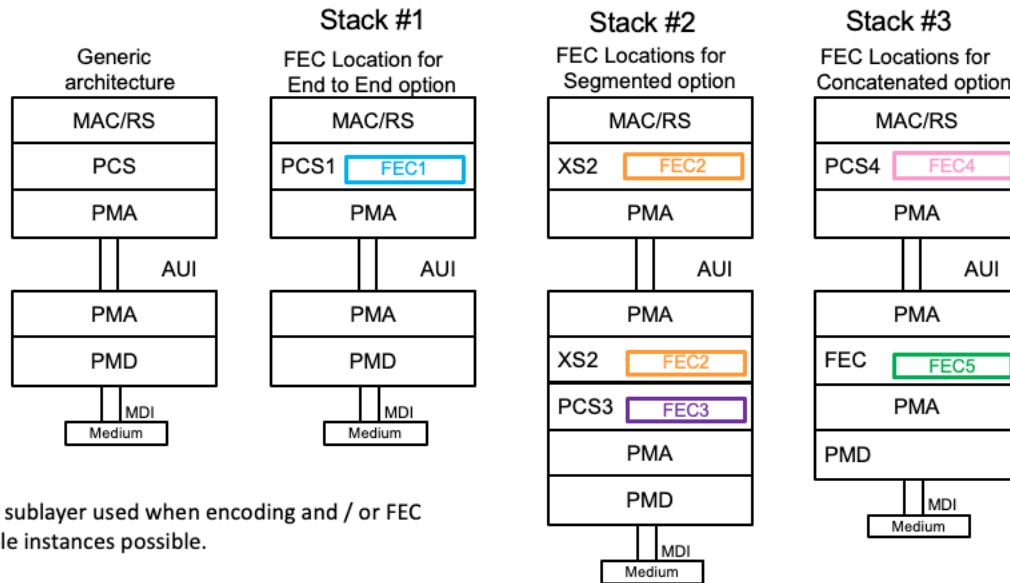 Generic
architecture
MAC/RS
PCS
PMA
AUI
PMA
PMD
MDI
Medium
Stack #1
FEC Location for
End to End option
MAC/RS
PCS1 FEC1
PMA
AUI
PMA
PMD
MDI
Medium
Stack #2
FEC Locations for
Segmented option
MAC/RS
XS2 FEC2
PMA
AUI
PMA
XS2 FEC2
PCS3 FEC3
PMA
PMD
MDI
Medium
Stack #3
FEC Locations for
Concatenated option
MAC/RS
PCS4 FEC4
PMA
AUI
PMA
FEC FEC5
PMA
PMD
MDI
Medium
sublayer used when encoding and / or FEC
le instances possible.